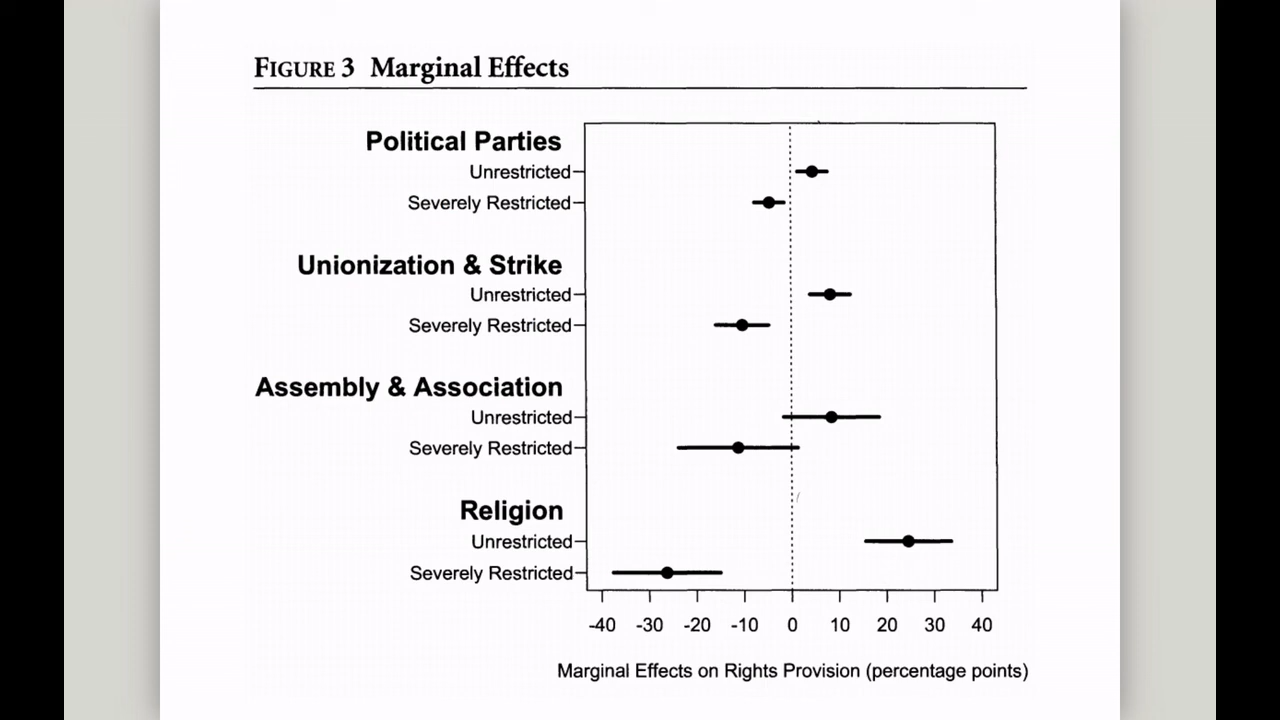 FIGURE 3 Marginal Effects
Political Parties
Unrestricted
Severely Restricted
Unionization & Strike
Unrestricted
Severely Restricted
Assembly & Association
Unrestricted
Severely Restricted
Religion
Unrestricted
Severely Restricted
-40 -30 -20 -10 0 10 20 30 40
Marginal Effects on Rights Provision (percentage points)